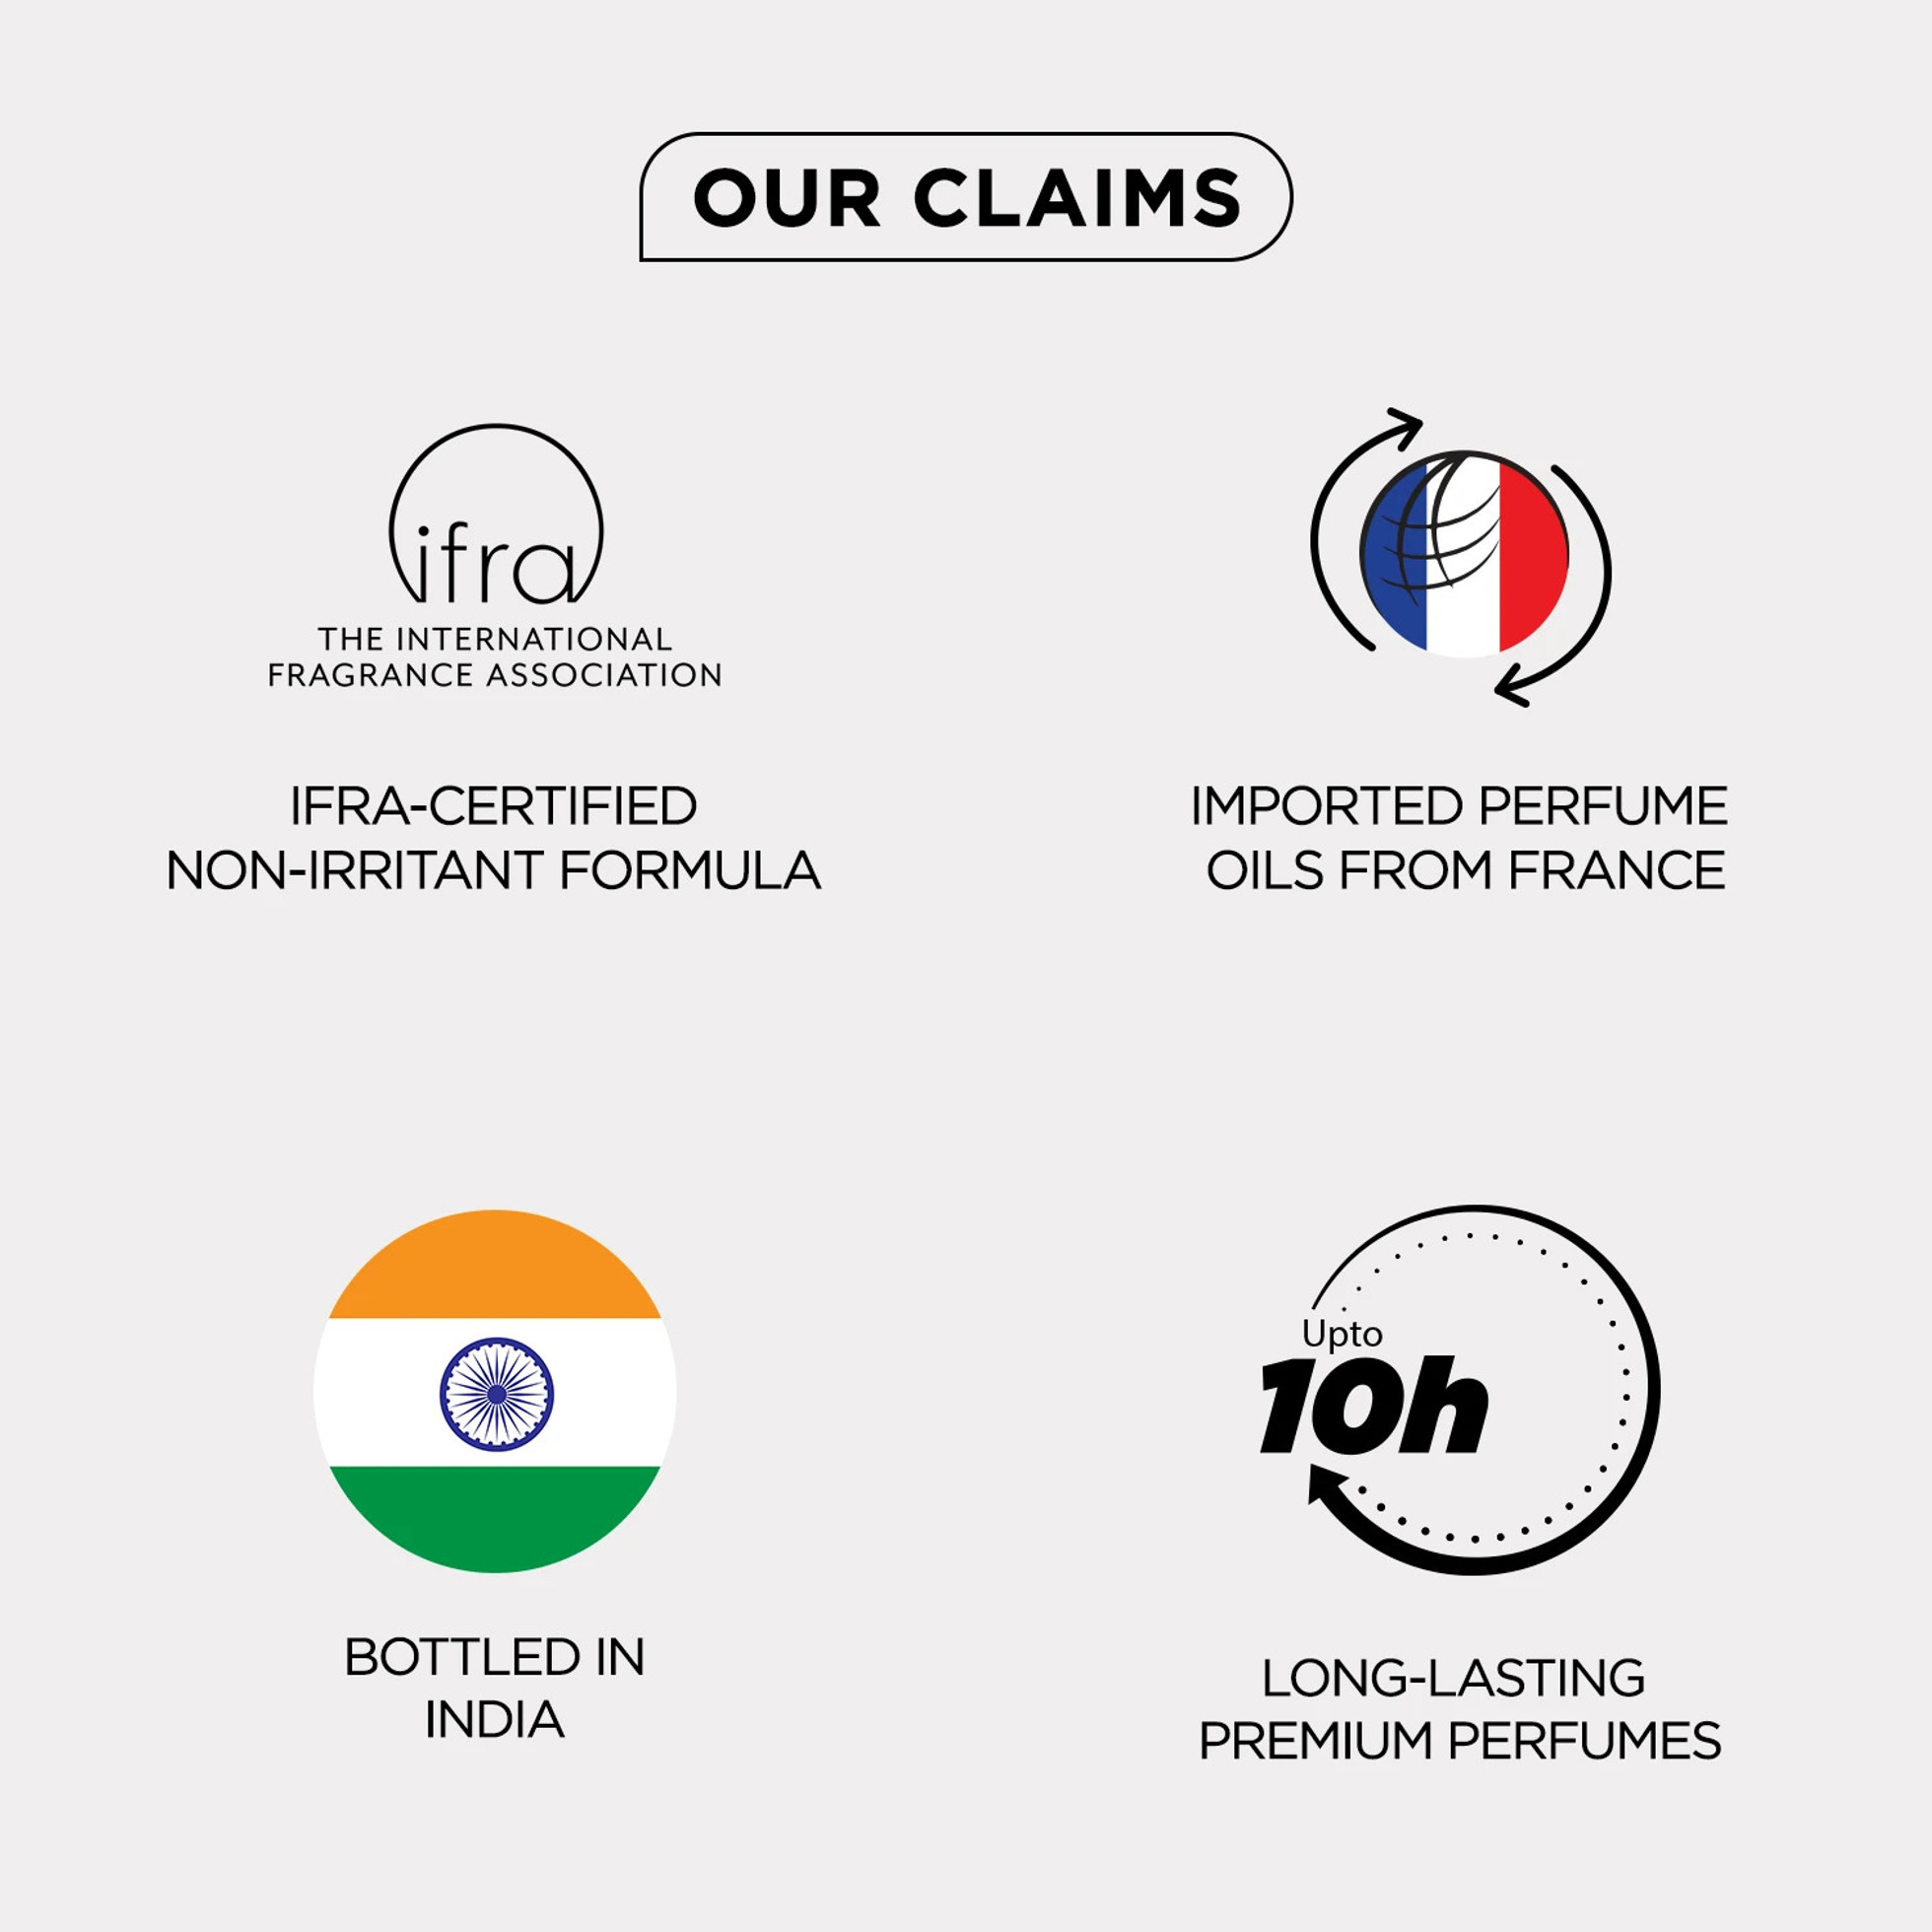 OUR CLAIMS
ifra
THE INTERNATIONAL
FRAGRANCE ASSOCIATION
IFRA-CERTIFIED
NON-IRRITANT FORMULA
IMPORTED PERFUME
OILS FROM FRANCE
BOTTLED IN
INDIA
Upto
10h
LONG-LASTING
PREMIUM PERFUMES